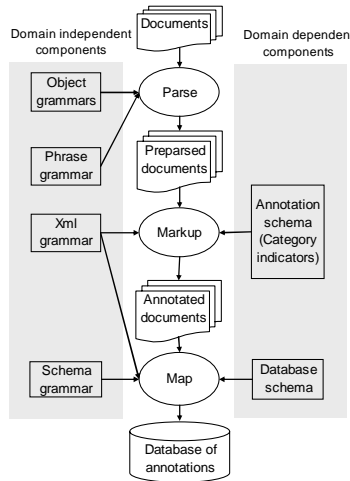 Documents
Domain independent
components
Domain dependen
components
Object
grammars
Parse
Phrase
grammar
Preparsed
documents
Xml
grammar
Markup
Annotation
schema
(Category
indicators)
Annotated
documents
Schema
grammar
Map
Database
schema
Database of
annotations